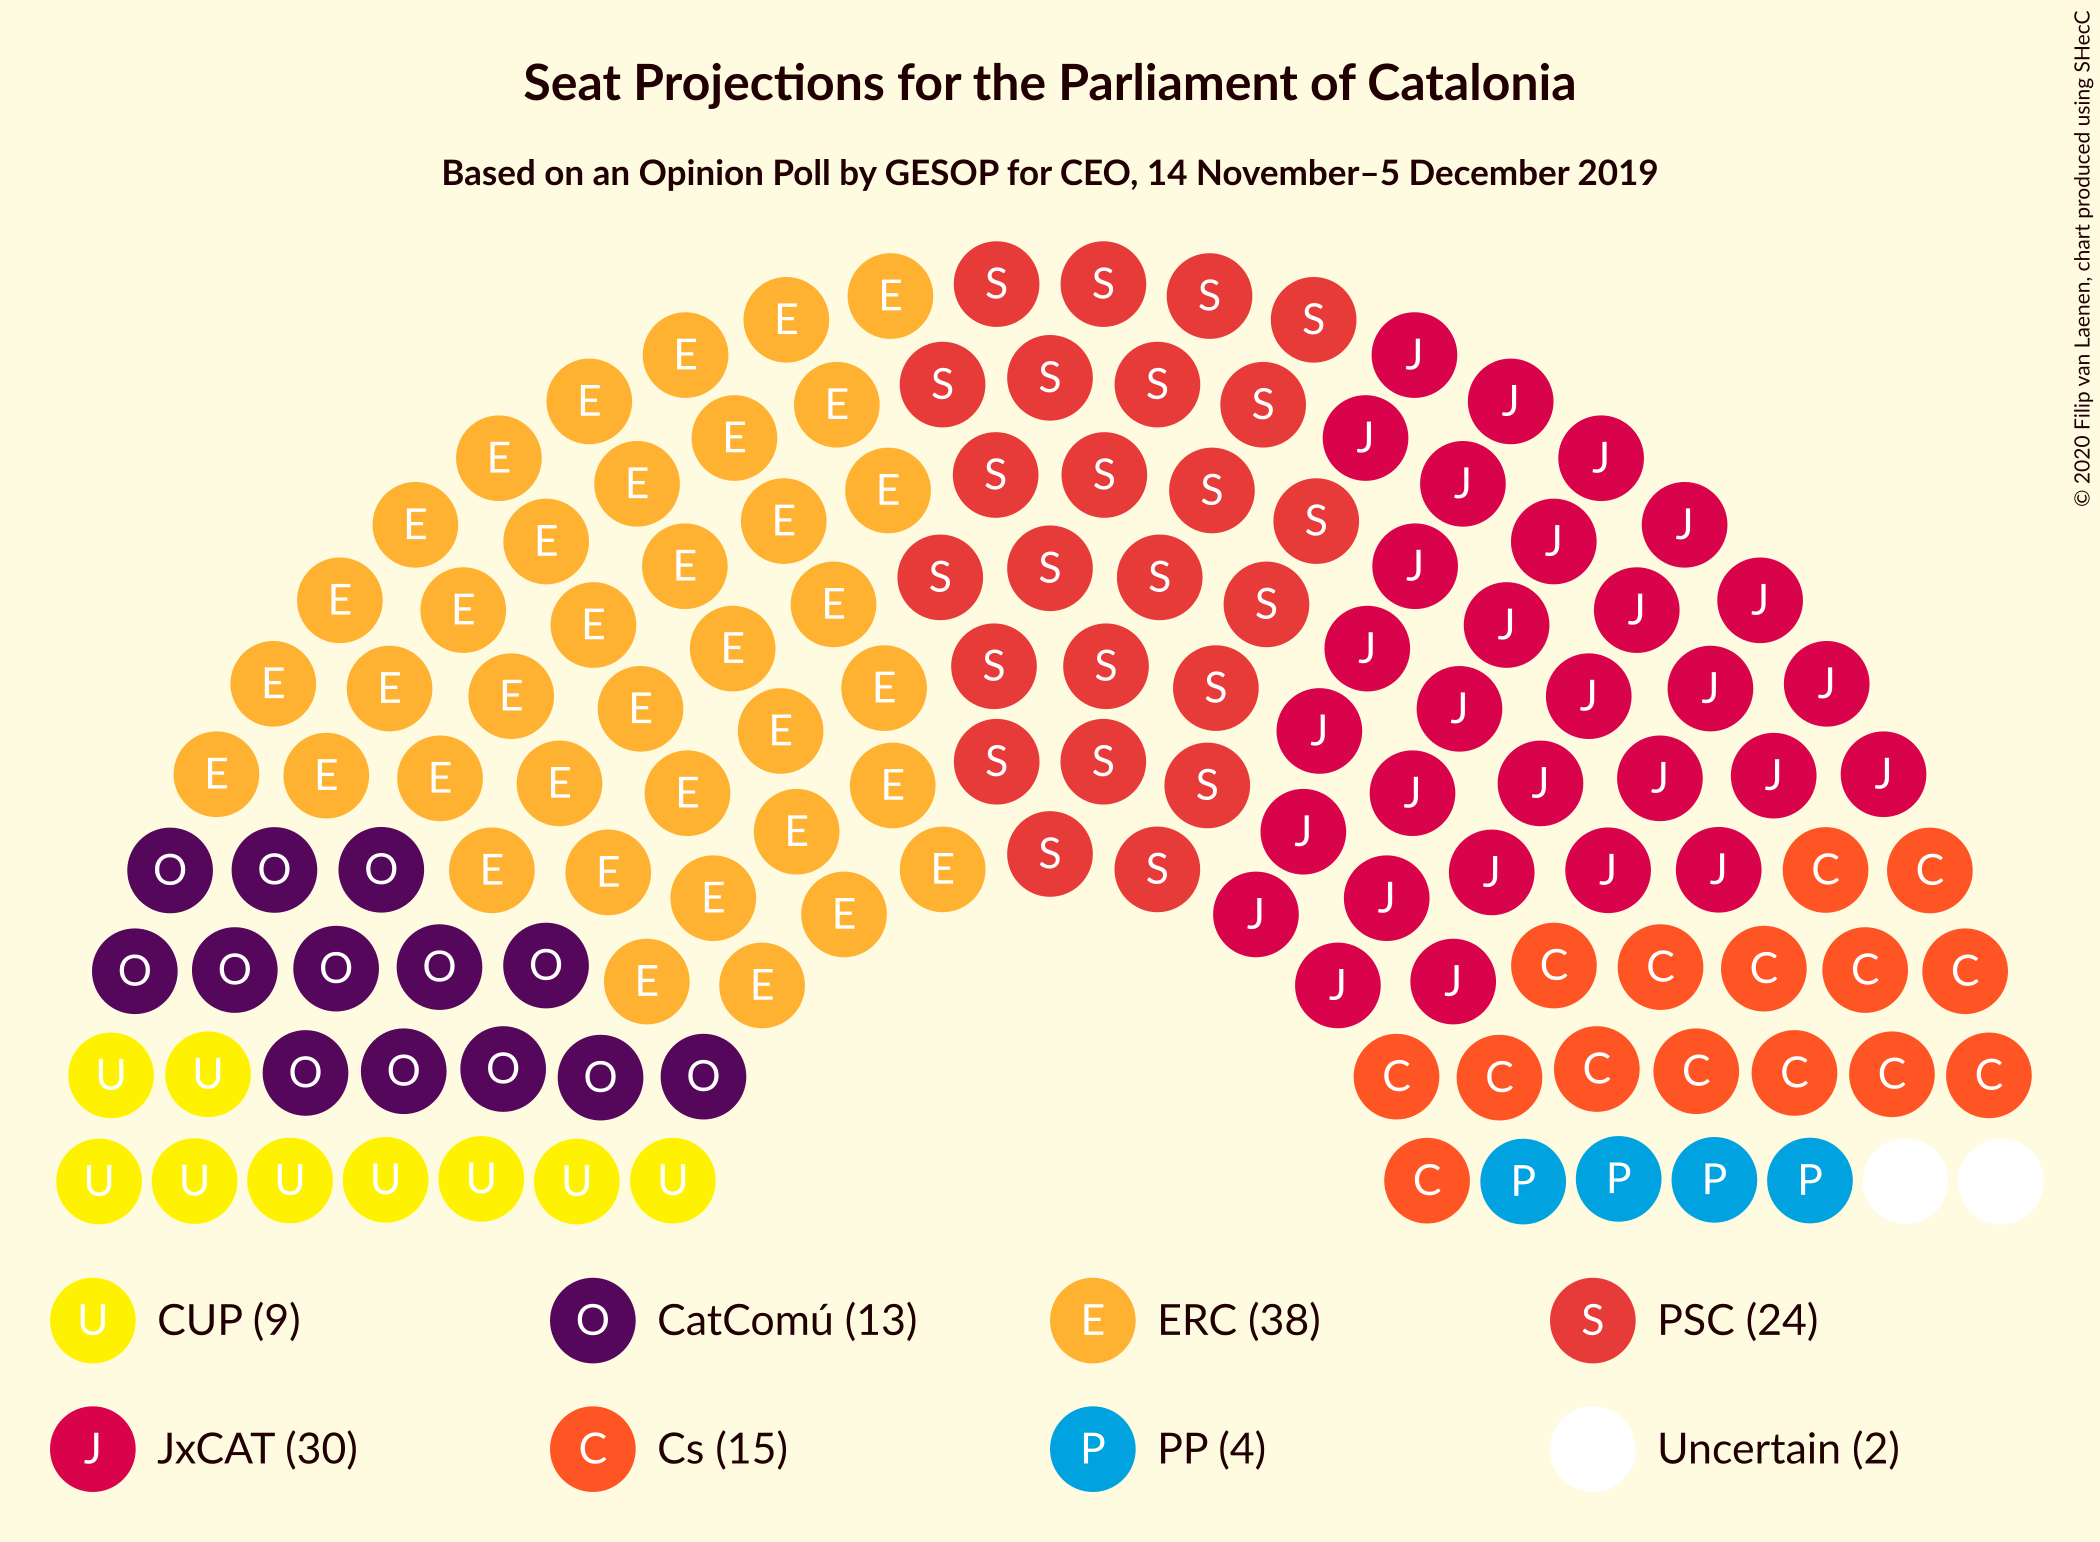 Seat Projections for the Parliament of Catalonia
Based on an Opinion Poll by GESOP for CEO, 14 November–5 December 2019
© 2020 Filip van Laenen, chart produced using SHecC
S S
E S
E S
E J
E S S J
E S S J
E E J J
E S S S J
E E E J J
E E S J J
E E S S S J
E E E S J J
E E J J
E E S S S J J
E E E E J J J J
E E S S S J J
E E E E E J J J J J
E S J
O O O E E E E S S J J J J C C
E J
O O O O O E E J J C C C C C
U U O O O O O C C C C C C C
U U U U U U U C P P P P
U CUP (9) O CatComú (13) E ERC (38) S PSC (24)
J JxCAT (30) C Cs (15) P PP (4) Uncertain (2)